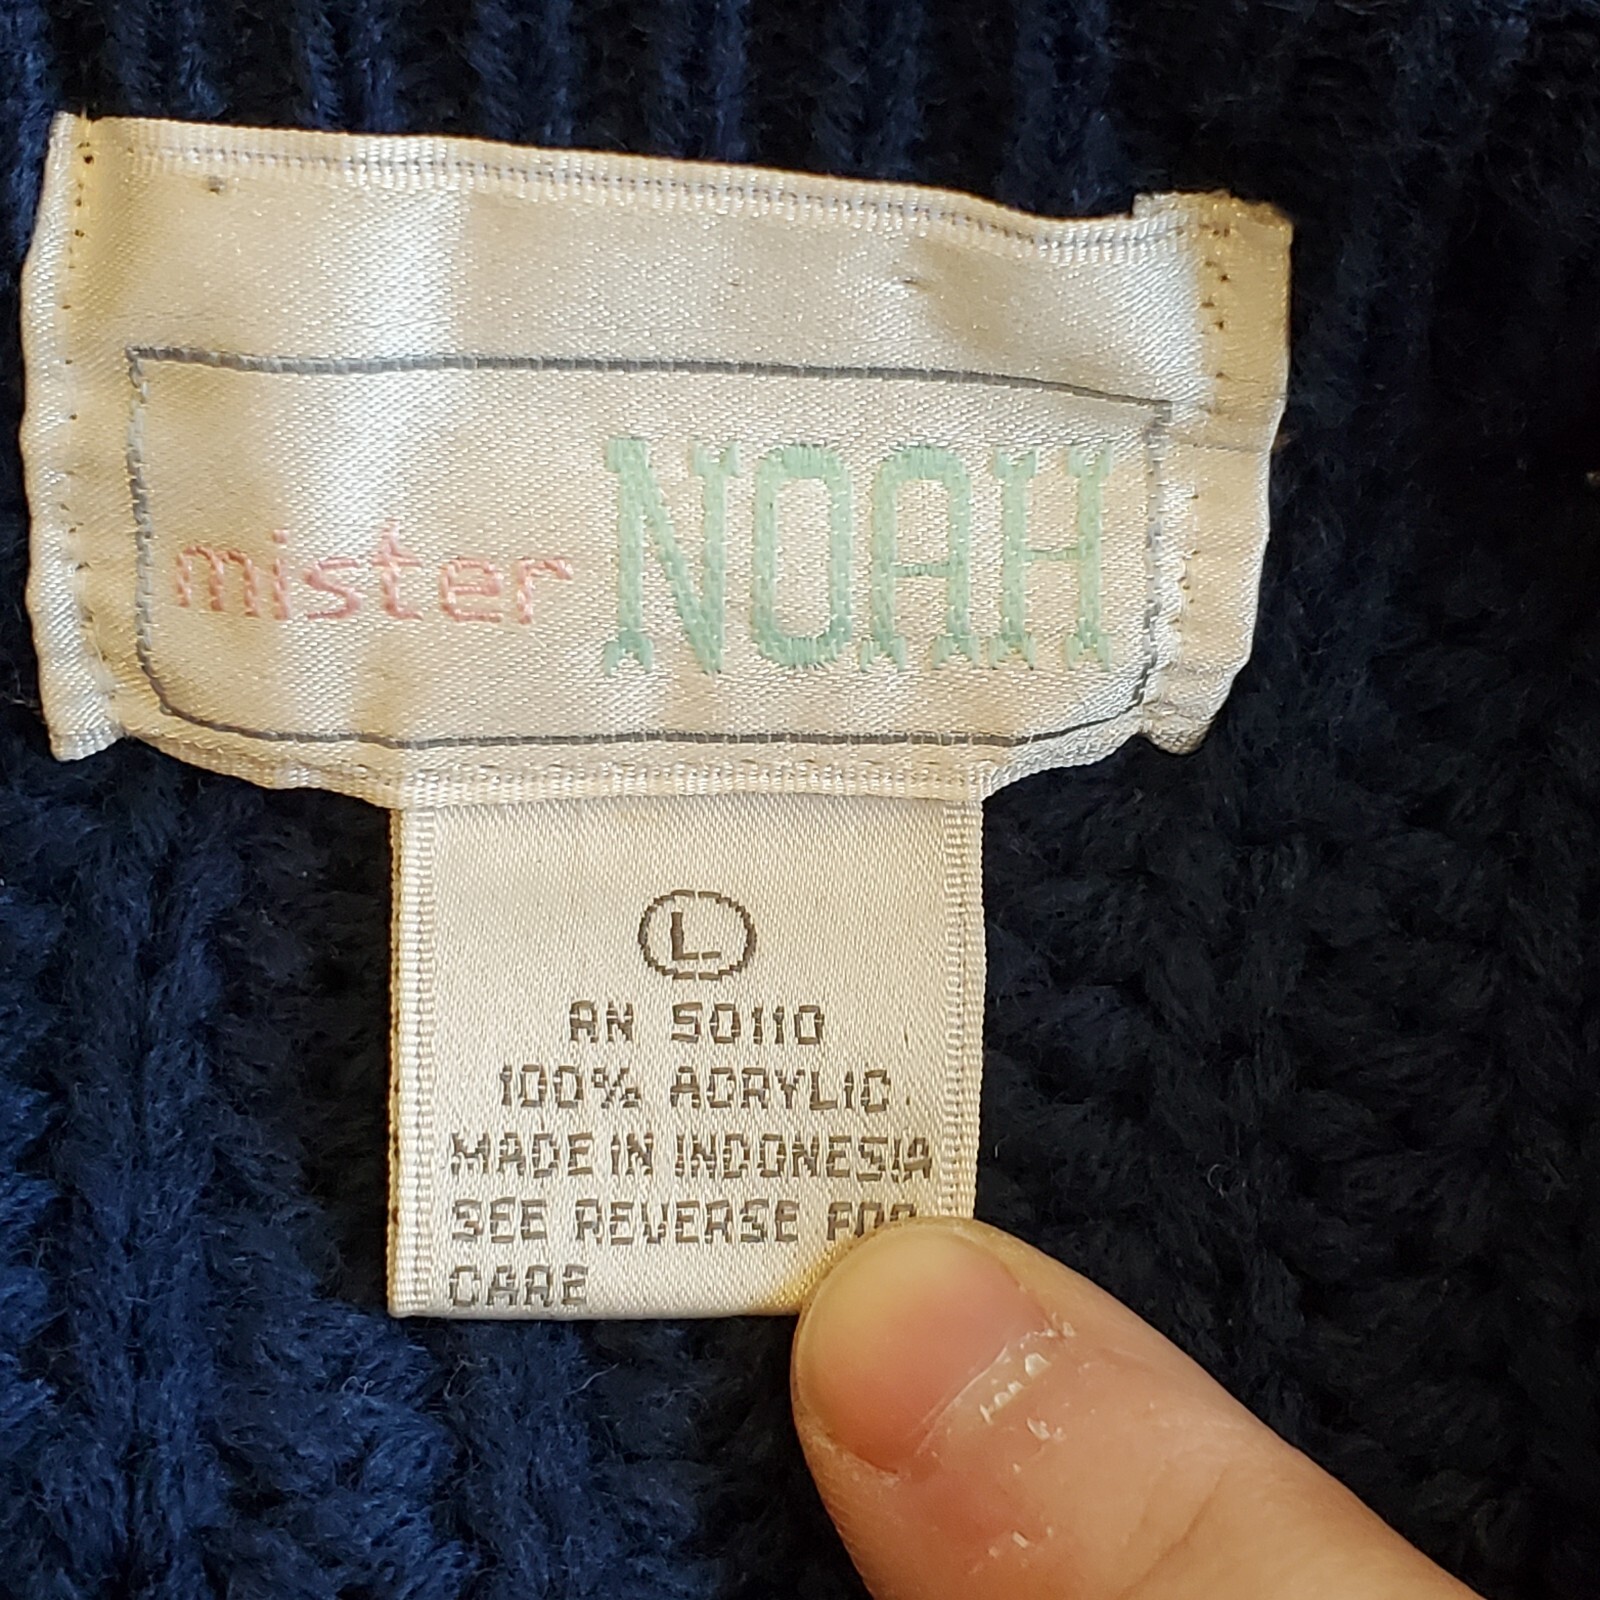 mister NOAH
L
RN 50110
100% ACRYLIC
MADE IN INDONESIA
SEE REVERSE FOR
CARE